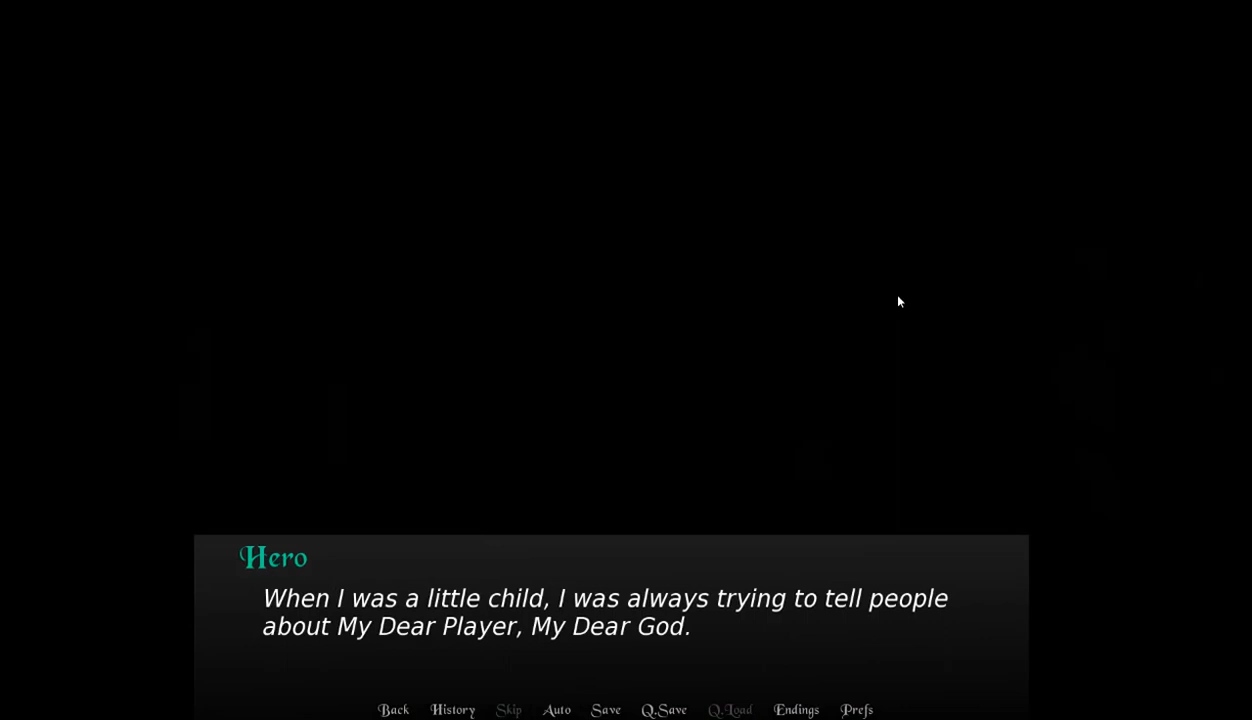 Hero
When I was a little child, I was always trying to tell people
about My Dear Player, My Dear God.
Back History Skip Auto Save Q.Save Q.Load Endings Prefs